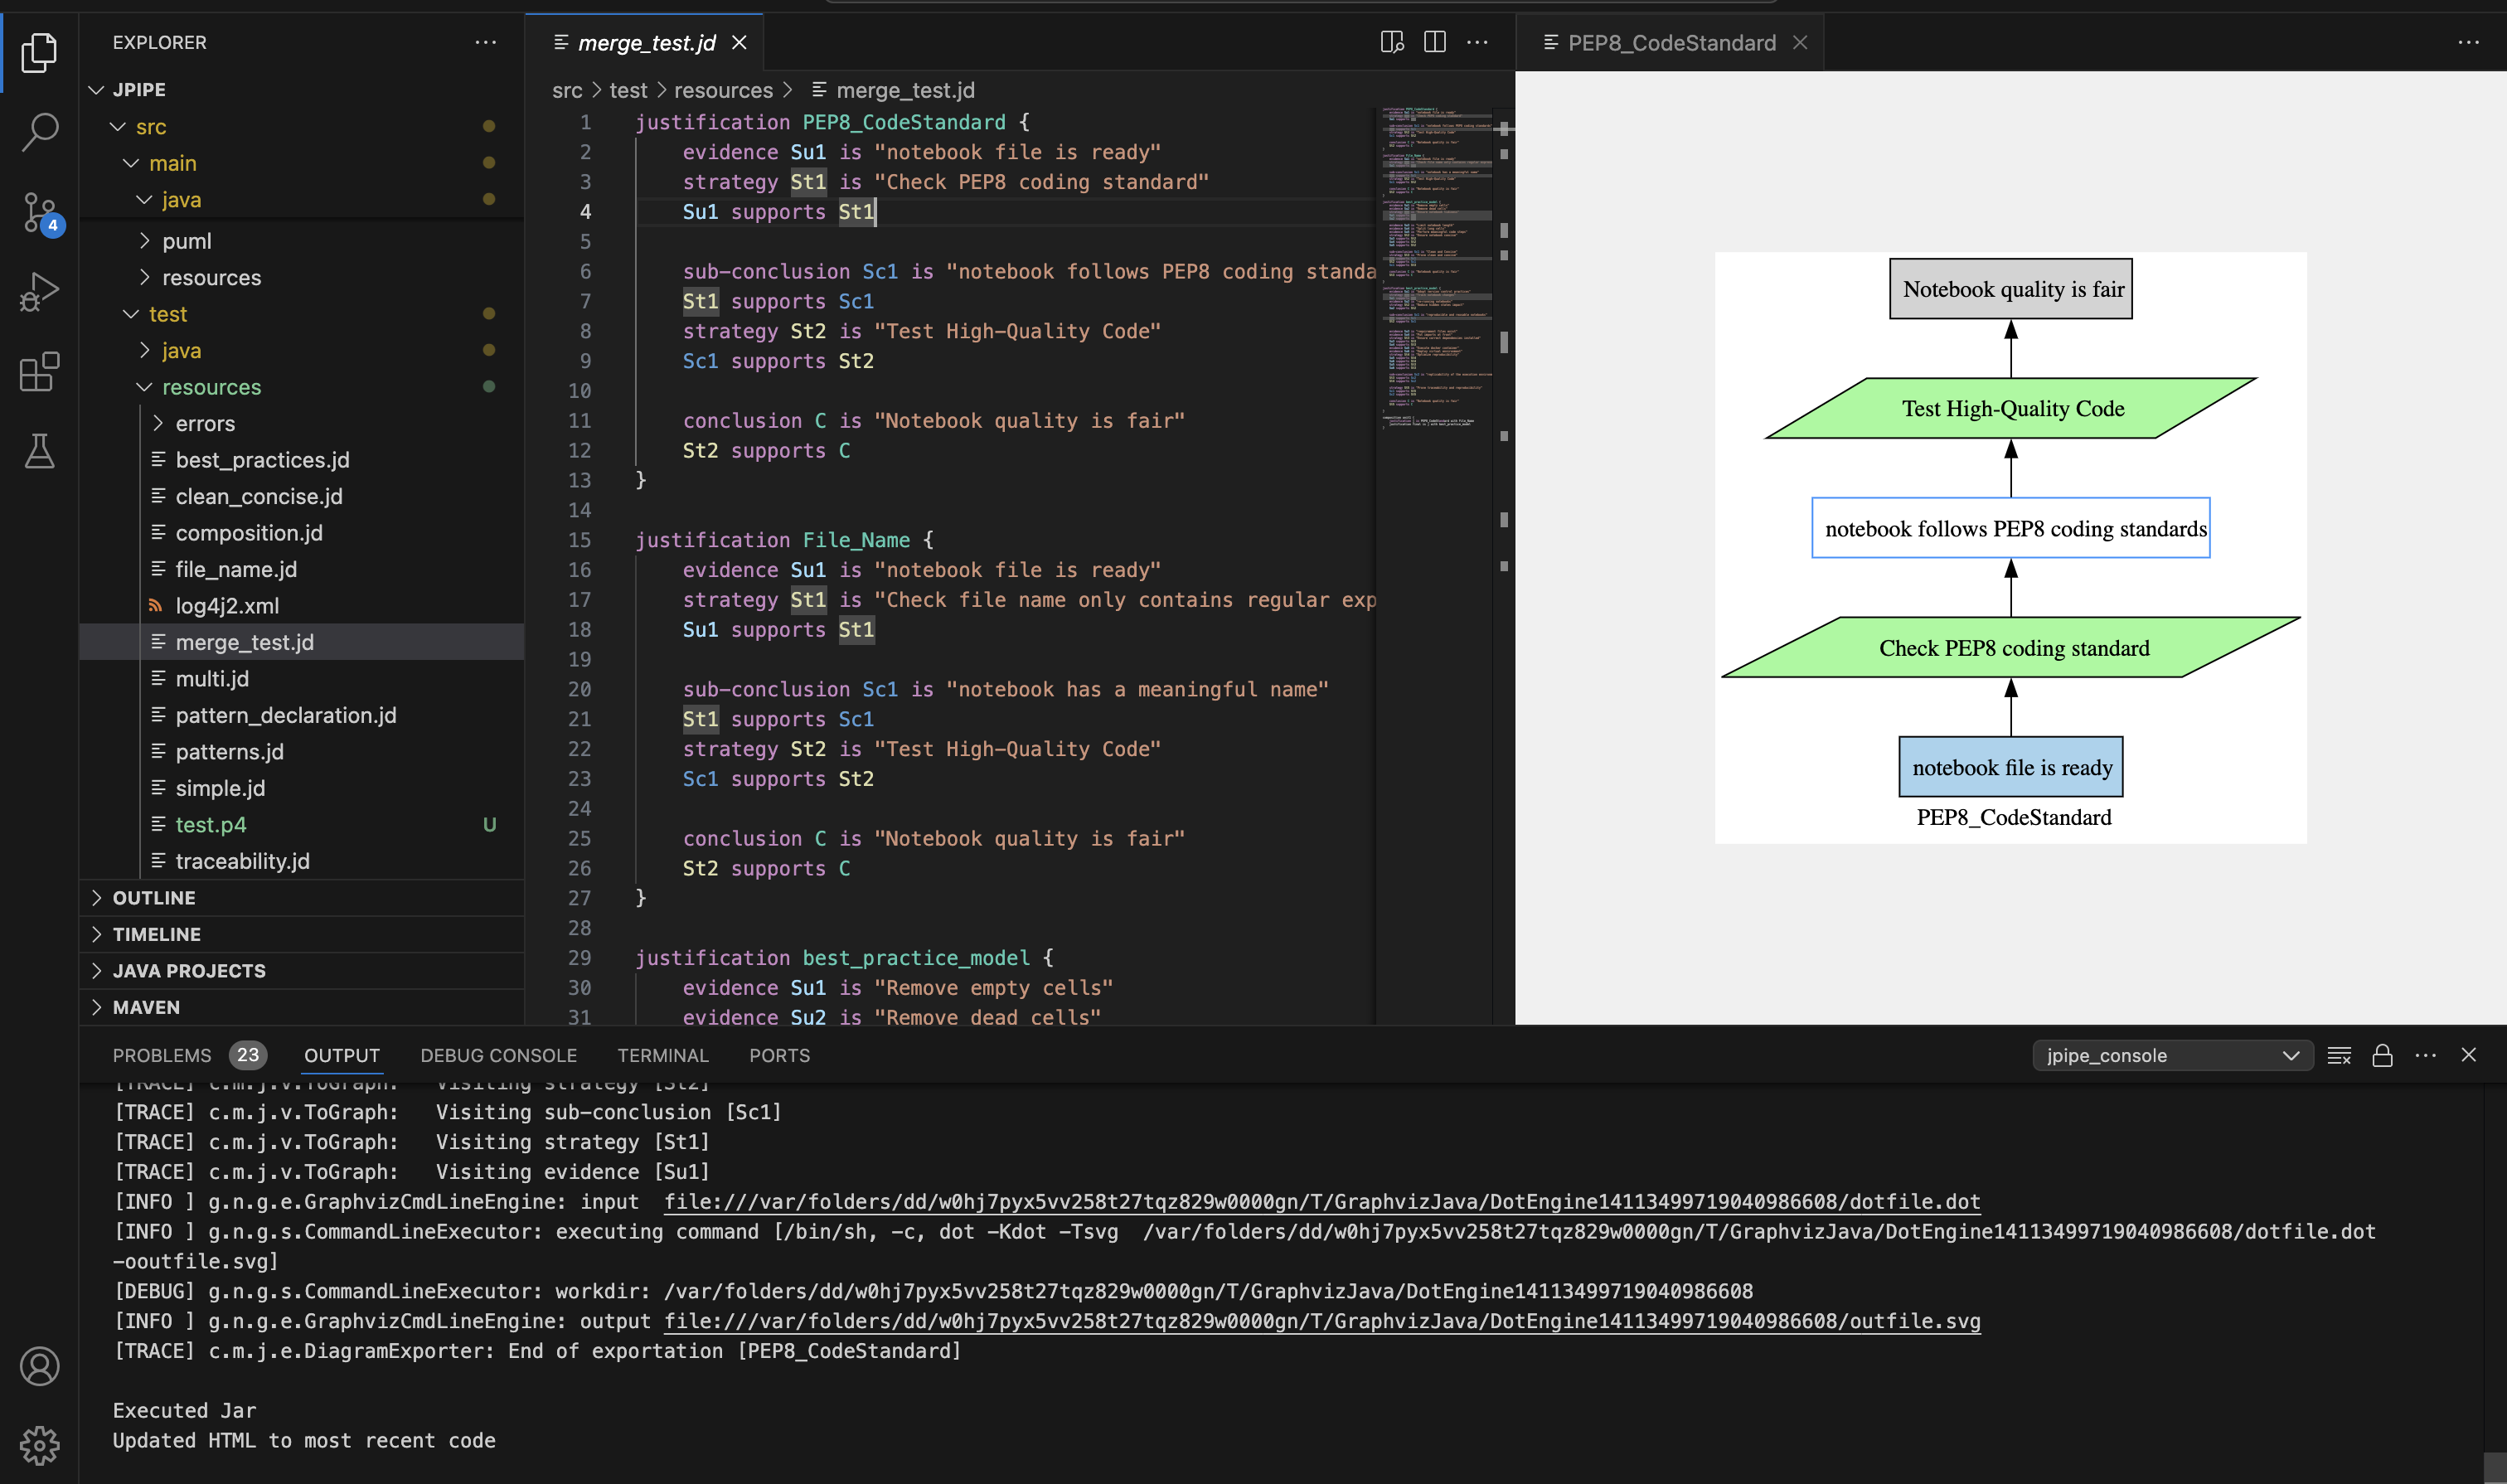 EXPLORER
JPIPE
src
main
java
puml
resources
test
java
resources
errors
best_practices.jd
clean_concise.jd
composition.jd
file_name.jd
log4j2.xml
merge_test.jd
multi.jd
pattern_declaration.jd
patterns.jd
simple.jd
test.p4 U
traceability.jd
OUTLINE
TIMELINE
JAVA PROJECTS
MAVEN
4
merge_test.jd
src > test > resources > merge_test.jd
1 justification PEP8_CodeStandard {
2 evidence Su1 is "notebook file is ready"
3 strategy St1 is "Check PEP8 coding standard"
4 Su1 supports St1
5
6 sub-conclusion Sc1 is "notebook follows PEP8 coding standa
7 St1 supports Sc1
8 strategy St2 is "Test High-Quality Code"
9 Sc1 supports St2
10
11 conclusion C is "Notebook quality is fair"
12 St2 supports C
13 }
14
15 justification File_Name {
16 evidence Su1 is "notebook file is ready"
17 strategy St1 is "Check file name only contains regular exp
18 Su1 supports St1
19
20 sub-conclusion Sc1 is "notebook has a meaningful name"
21 St1 supports Sc1
22 strategy St2 is "Test High-Quality Code"
23 Sc1 supports St2
24
25 conclusion C is "Notebook quality is fair"
26 St2 supports C
27 }
28
29 justification best_practice_model {
30 evidence Su1 is "Remove empty cells"
31 evidence Su2 is "Remove dead cells"
PEP8_CodeStandard
Notebook quality is fair
Test High-Quality Code
notebook follows PEP8 coding standards
Check PEP8 coding standard
notebook file is ready
PEP8_CodeStandard
PROBLEMS 23 OUTPUT DEBUG CONSOLE TERMINAL PORTS
jpipe_console
[TRACE] c.m.j.v.ToGraph: Visiting strategy [St2]
[TRACE] c.m.j.v.ToGraph: Visiting sub-conclusion [Sc1]
[TRACE] c.m.j.v.ToGraph: Visiting strategy [St1]
[TRACE] c.m.j.v.ToGraph: Visiting evidence [Su1]
[INFO ] g.n.g.e.GraphvizCmdLineEngine: input file:///var/folders/dd/w0hj7pyx5vv258t27tqz829w0000gn/T/GraphvizJava/DotEngine14113499719040986608/dotfile.dot
[INFO ] g.n.g.s.CommandLineExecutor: executing command [/bin/sh, -c, dot -Kdot -Tsvg /var/folders/dd/w0hj7pyx5vv258t27tqz829w0000gn/T/GraphvizJava/DotEngine14113499719040986608/dotfile.dot
-ooutfile.svg]
[DEBUG] g.n.g.s.CommandLineExecutor: workdir: /var/folders/dd/w0hj7pyx5vv258t27tqz829w0000gn/T/GraphvizJava/DotEngine14113499719040986608
[INFO ] g.n.g.e.GraphvizCmdLineEngine: output file:///var/folders/dd/w0hj7pyx5vv258t27tqz829w0000gn/T/GraphvizJava/DotEngine14113499719040986608/outfile.svg
[TRACE] c.m.j.e.DiagramExporter: End of exportation [PEP8_CodeStandard]
Executed Jar
Updated HTML to most recent code